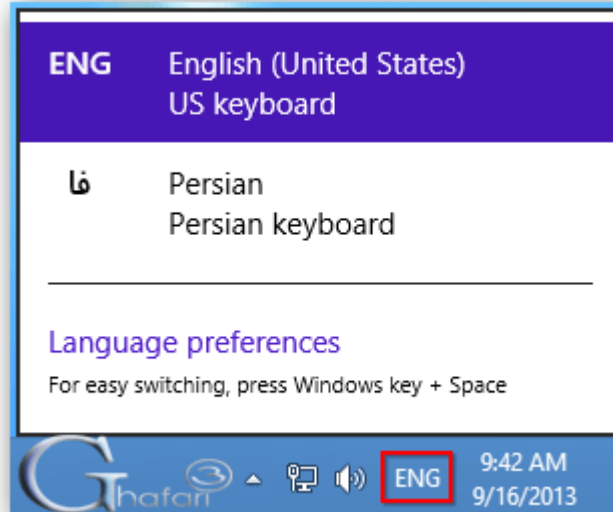 ENG English (United States)
US keyboard
فا Persian
Persian keyboard
Language preferences
For easy switching, press Windows key + Space
Ghafari3 ENG 9:42 AM
9/16/2013